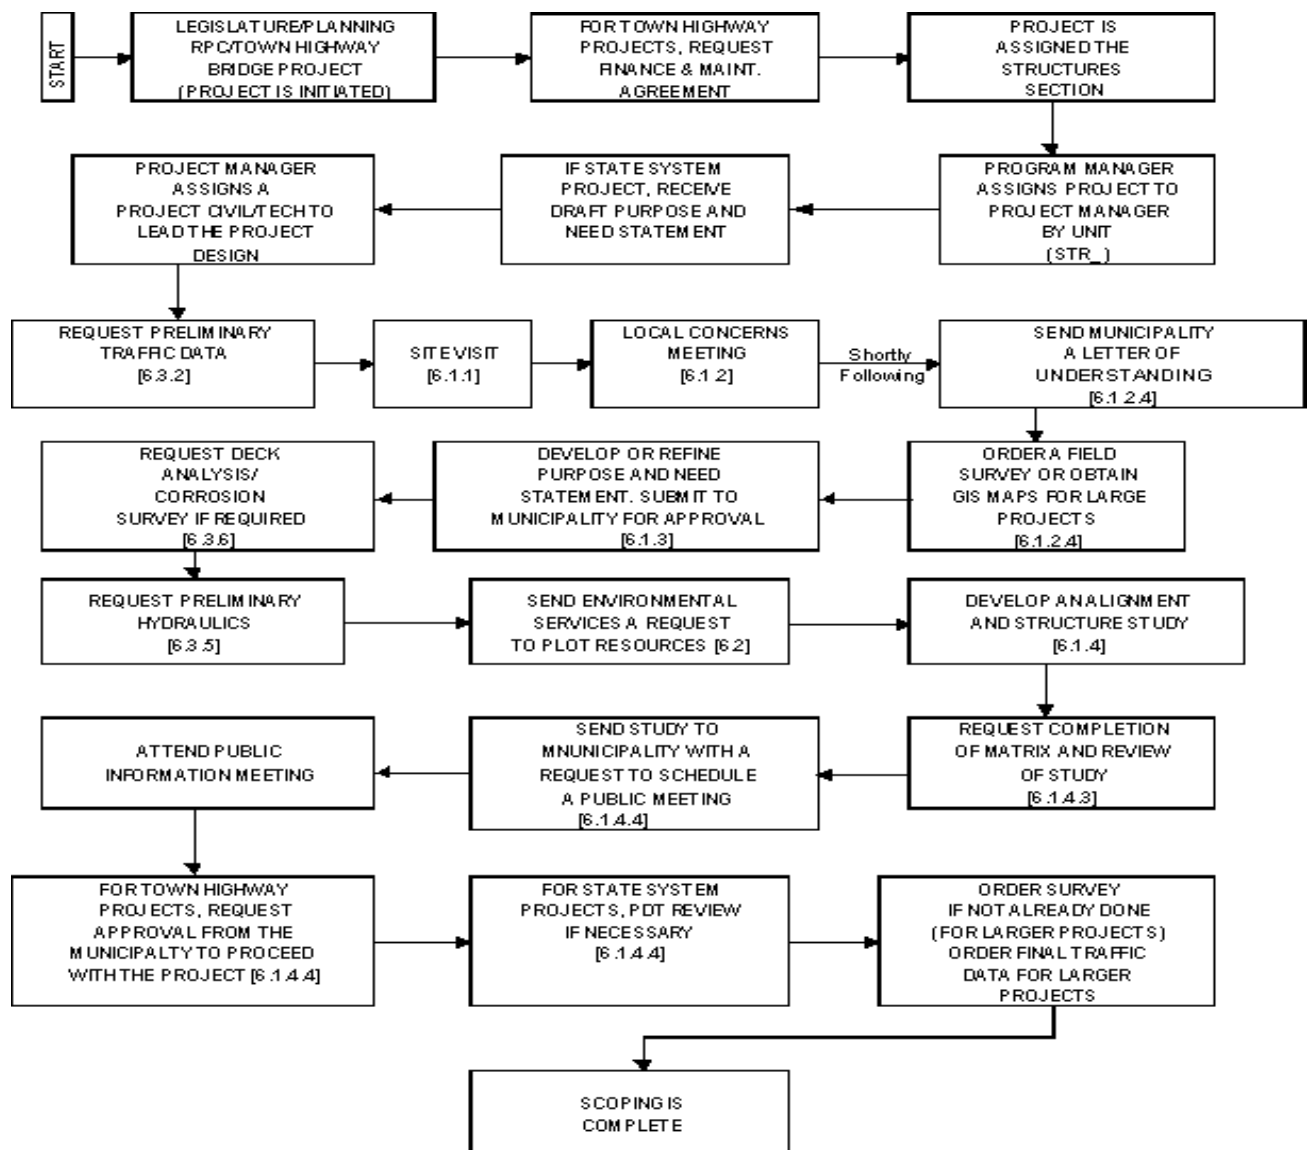 START
LEGISLATURE/PLANNING
RPC/TOWN HIGHWAY
BRIDGE PROJECT
(PROJECT IS INITIATED)
FOR TOWN HIGHWAY
PROJECTS, REQUEST
FINANCE & MAINT.
AGREEMENT
PROJECT IS
ASSIGNED THE
STRUCTURES
SECTION
PROJECT MANAGER
ASSIGNS A
PROJECT CIVIL/TECH TO
LEAD THE PROJECT
DESIGN
IF STATE SYSTEM
PROJECT, RECEIVE
DRAFT PURPOSE AND
NEED STATEMENT
PROGRAM MANAGER
ASSIGNS PROJECT TO
PROJECT MANAGER
BY UNIT
(STR_)
REQUEST PRELIMINARY
TRAFFIC DATA
[6.3.2]
SITE VISIT
[6.1.1]
LOCAL CONCERNS
MEETING
[6.1.2]
Shortly
Following
SEND MUNICIPALITY
A LETTER OF
UNDERSTANDING
[6.1.2.4]
REQUEST DECK
ANALYSIS/
CORROSION
SURVEY IF REQUIRED
[6.3.6]
DEVELOP OR REFINE
PURPOSE AND NEED
STATEMENT. SUBMIT TO
MUNICIPALITY FOR APPROVAL
[6.1.3]
ORDER A FIELD
SURVEY OR OBTAIN
GIS MAPS FOR LARGE
PROJECTS
[6.1.2.4]
REQUEST PRELIMINARY
HYDRAULICS
[6.3.5]
SEND ENVIRONMENTAL
SERVICES A REQUEST
TO PLOT RESOURCES [6.2]
DEVELOP AN ALIGNMENT
AND STRUCTURE STUDY
[6.1.4]
ATTEND PUBLIC
INFORMATION MEETING
SEND STUDY TO
MNUNICIPALITY WITH A
REQUEST TO SCHEDULE
A PUBLIC MEETING
[6.1.4.4]
REQUEST COMPLETION
OF MATRIX AND REVIEW
OF STUDY
[6.1.4.3]
FOR TOWN HIGHWAY
PROJECTS, REQUEST
APPROVAL FROM THE
MUNICIPALTY TO PROCEED
WITH THE PROJECT [6.1.4.4]
FOR STATE SYSTEM
PROJECTS, PDT REVIEW
IF NECESSARY
[6.1.4.4]
ORDER SURVEY
IF NOT ALREADY DONE
(FOR LARGER PROJECTS)
ORDER FINAL TRAFFIC
DATA FOR LARGER
PROJECTS
SCOPING IS
COMPLETE